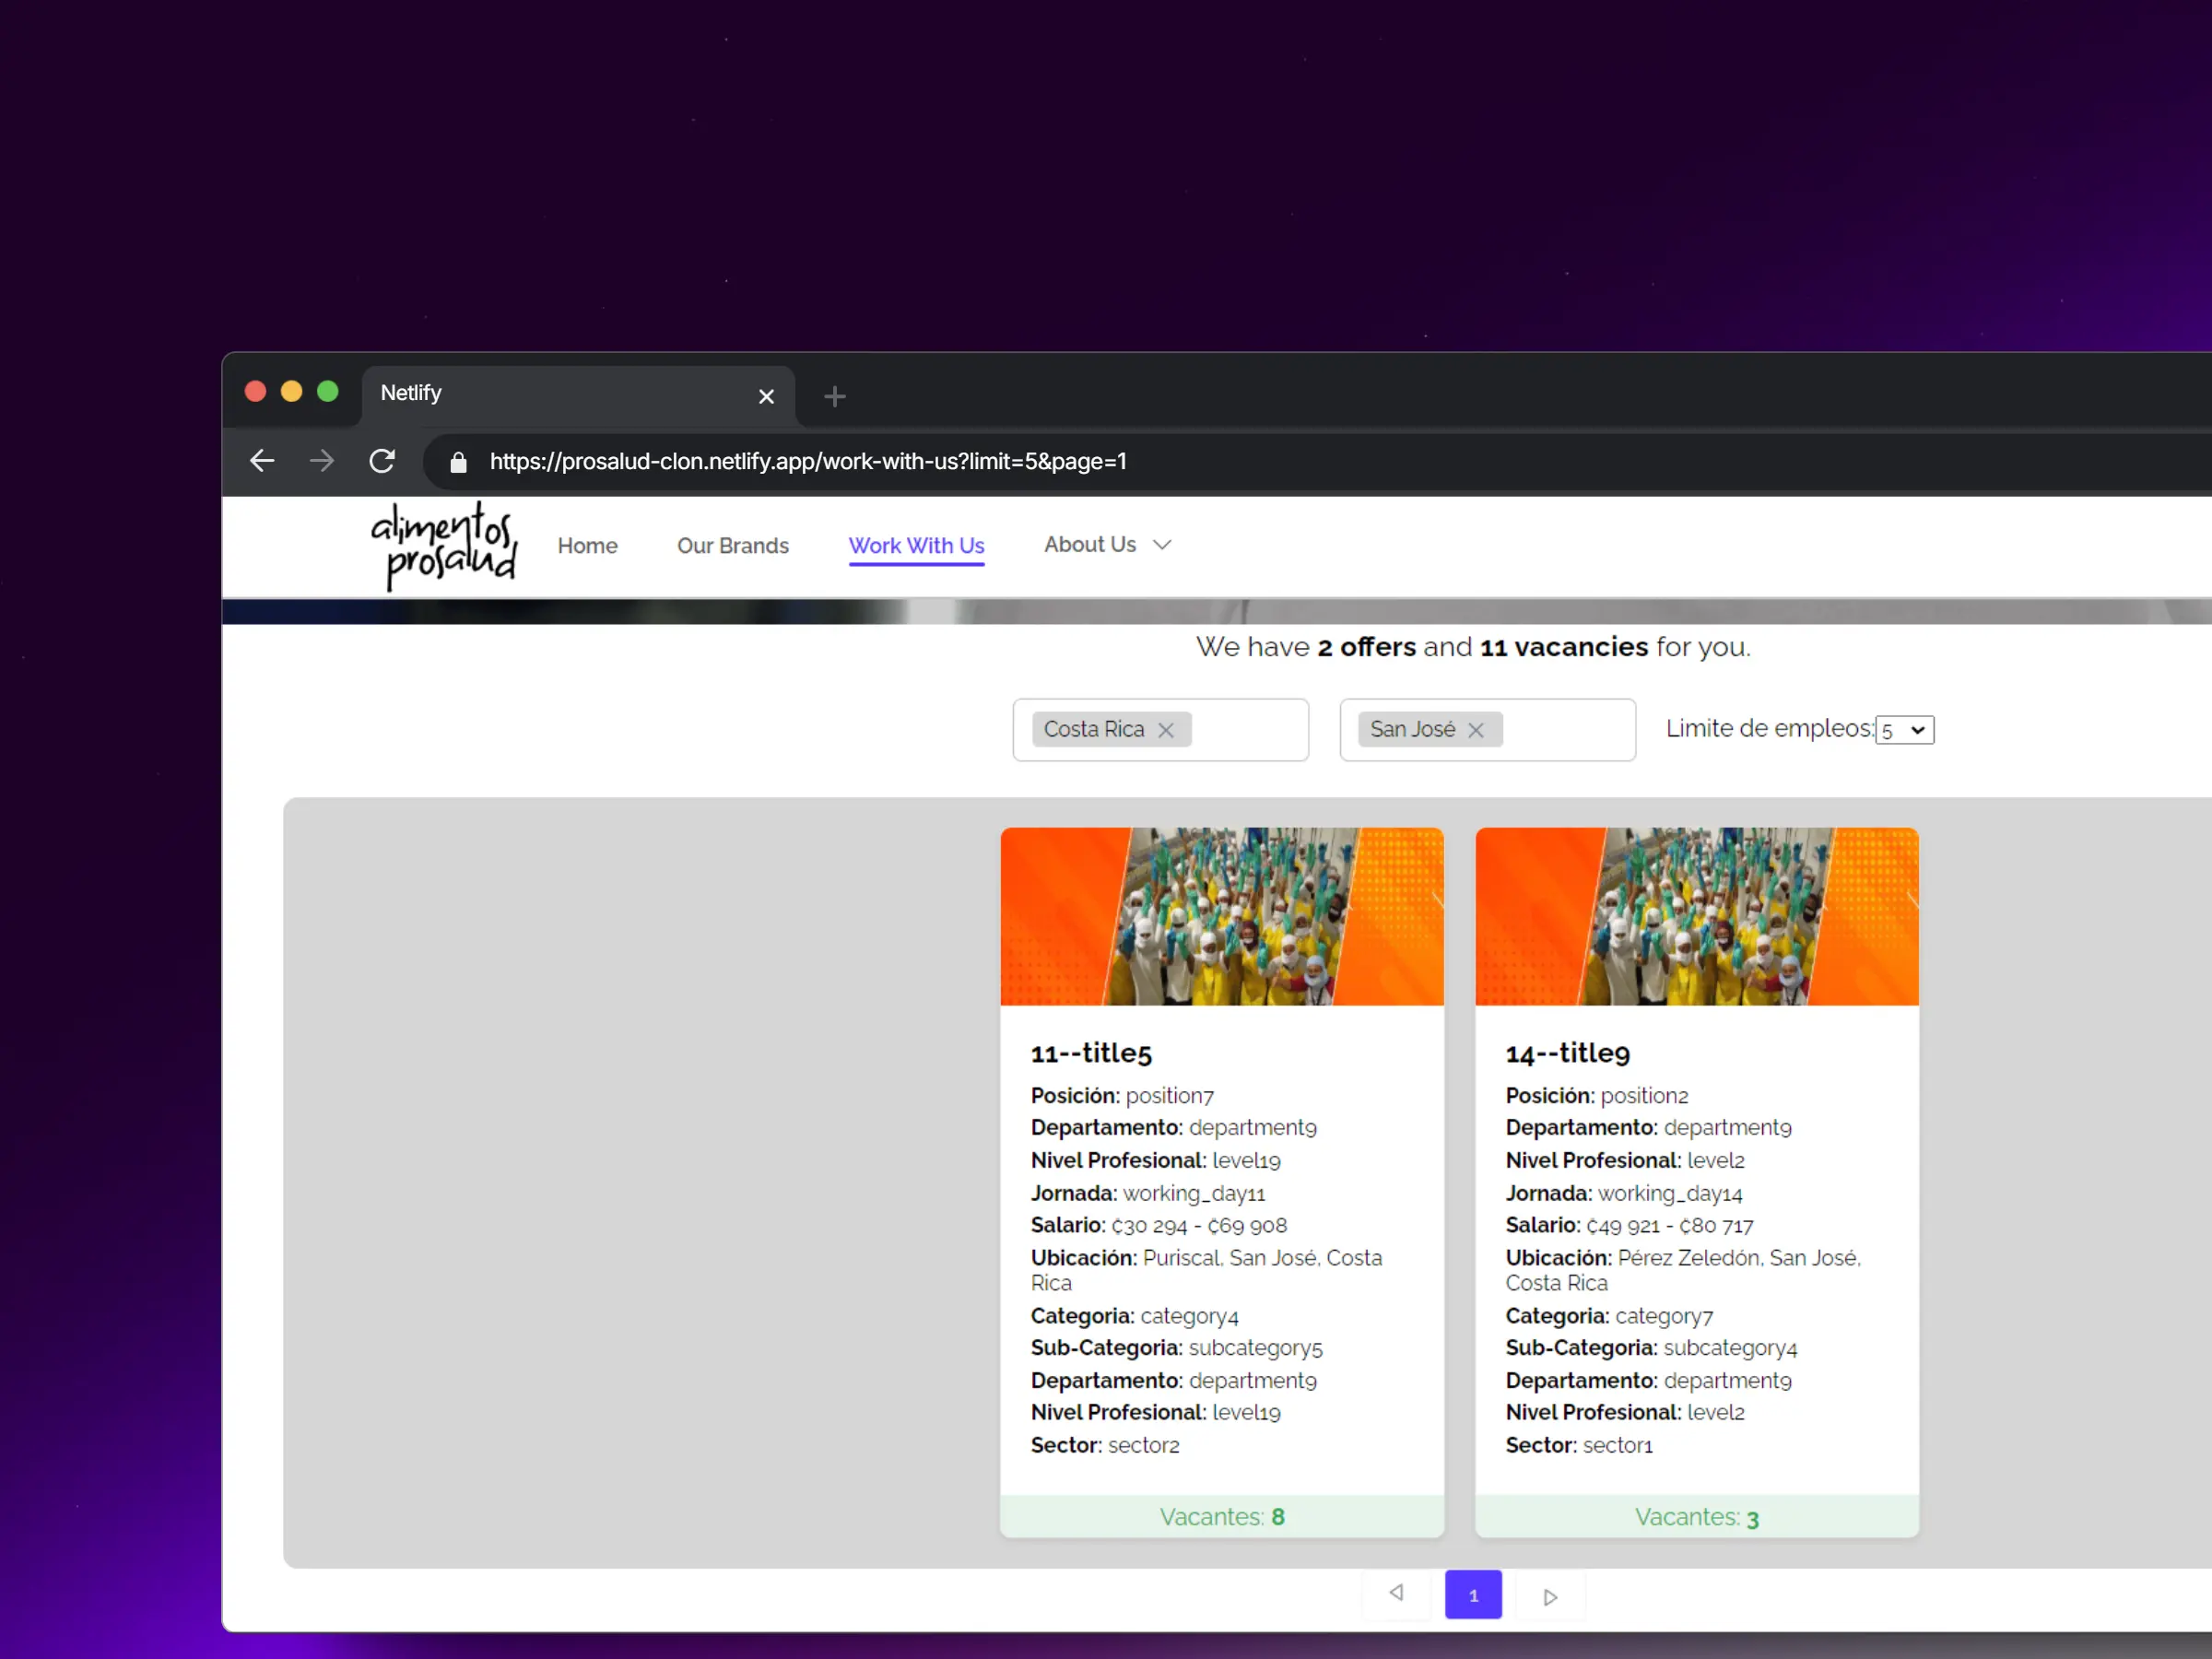 Netlify
https://prosalud-clon.netlify.app/work-with-us?limit=5&page=1
alimentos
prosalud
Home
Our Brands
Work With Us
About Us
We have 2 offers and 11 vacancies for you.
Costa Rica
San José
Limite de empleos:
5
11--title5
Posición: position7
Departamento: department9
Nivel Profesional: level19
Jornada: working_day11
Salario: ₡30 294 - ₡69 908
Ubicación: Puriscal, San José, Costa
Rica
Categoria: category4
Sub-Categoria: subcategory5
Departamento: department9
Nivel Profesional: level19
Sector: sector2
Vacantes: 8
14--title9
Posición: position2
Departamento: department9
Nivel Profesional: level2
Jornada: working_day14
Salario: ₡49 921 - ₡80 717
Ubicación: Pérez Zeledón, San José,
Costa Rica
Categoria: category7
Sub-Categoria: subcategory4
Departamento: department9
Nivel Profesional: level2
Sector: sector1
Vacantes: 3
1